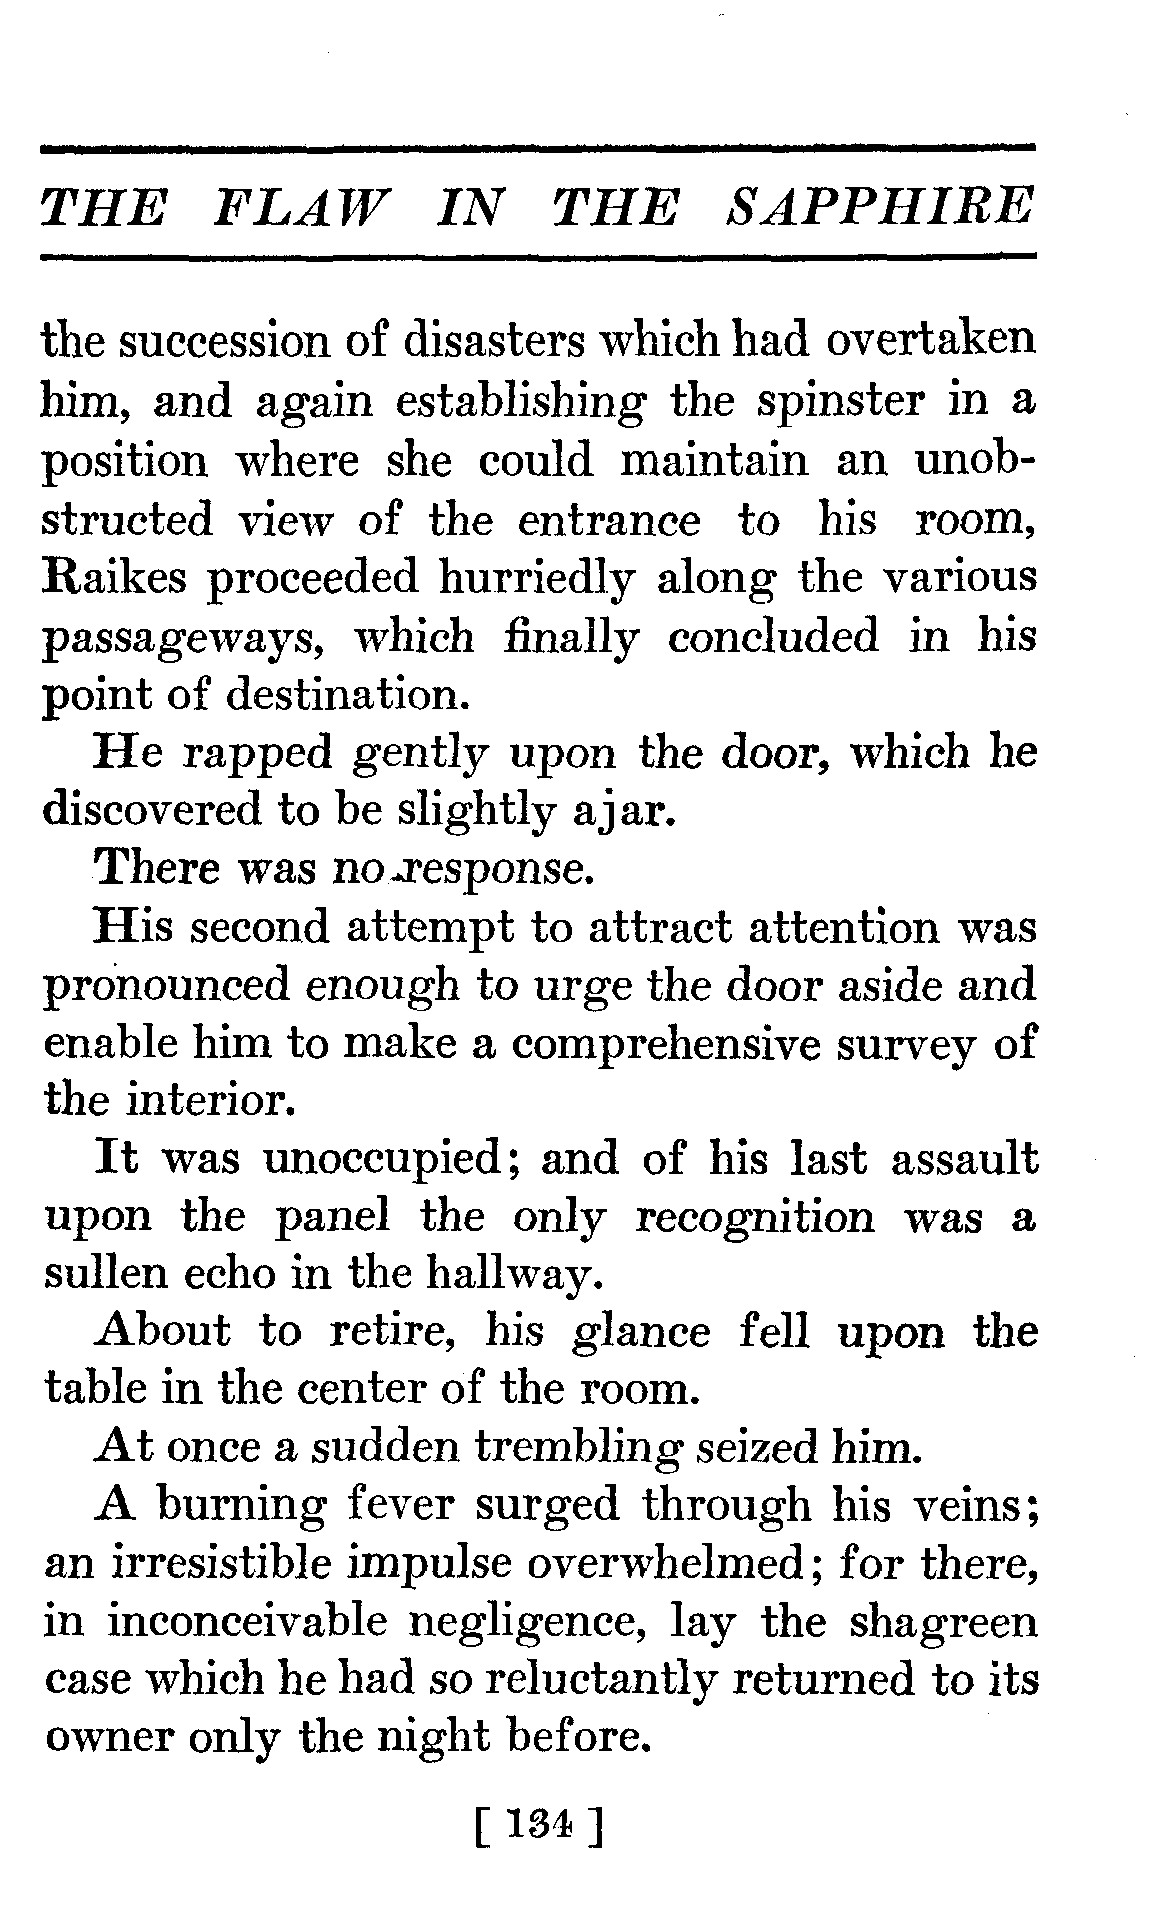 THE FLAW IN THE SAPPHIRE
the succession of disasters which had overtaken
him, and again establishing the spinster in a
position where she could maintain an unob-
structed view of the entrance to his room,
Raikes proceeded hurriedly along the various
passageways, which finally concluded in his
point of destination.
He rapped gently upon the door, which he
discovered to be slightly ajar.
There was no response.
His second attempt to attract attention was
pronounced enough to urge the door aside and
enable him to make a comprehensive survey of
the interior.
It was unoccupied; and of his last assault
upon the panel the only recognition was a
sullen echo in the hallway.
About to retire, his glance fell upon the
table in the center of the room.
At once a sudden trembling seized him.
A burning fever surged through his veins;
an irresistible impulse overwhelmed; for there,
in inconceivable negligence, lay the shagreen
case which he had so reluctantly returned to its
owner only the night before.
[ 134 ]